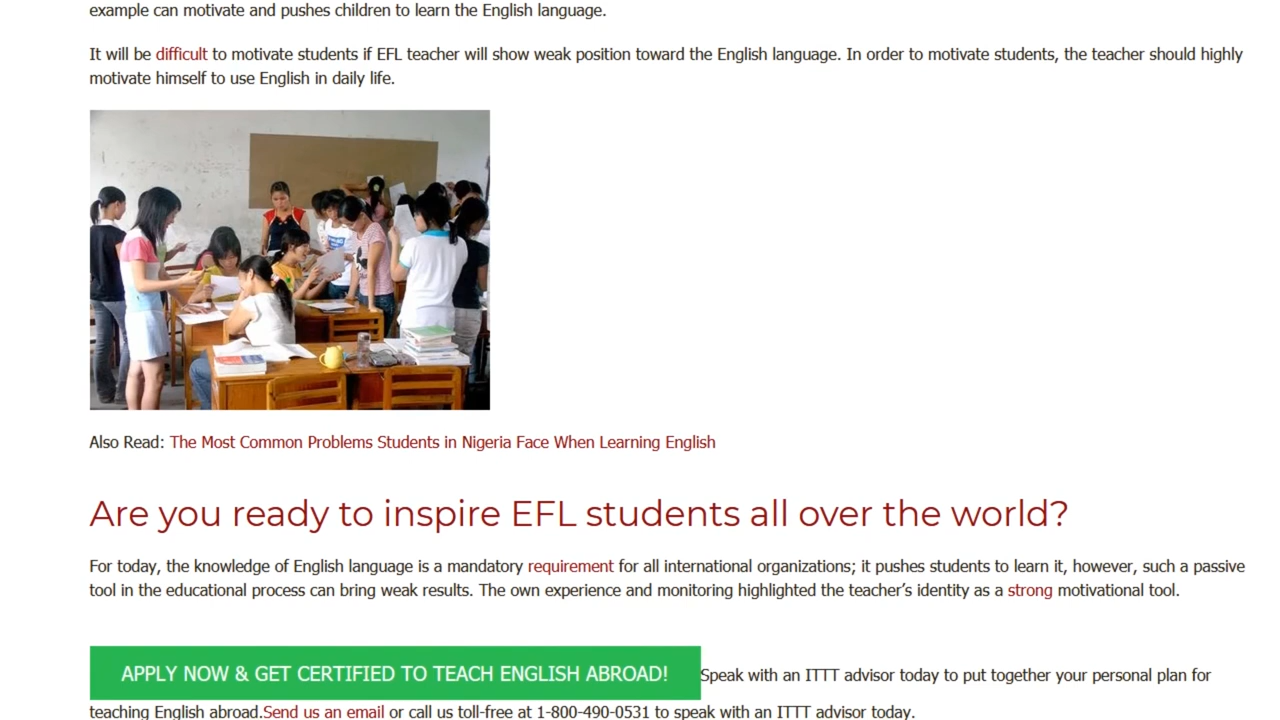 example can motivate and pushes children to learn the English language.
It will be difficult to motivate students if EFL teacher will show weak position toward the English language. In order to motivate students, the teacher should highly
motivate himself to use English in daily life.
Also Read: The Most Common Problems Students in Nigeria Face When Learning English
Are you ready to inspire EFL students all over the world?
For today, the knowledge of English language is a mandatory requirement for all international organizations; it pushes students to learn it, however, such a passive
tool in the educational process can bring weak results. The own experience and monitoring highlighted the teacher’s identity as a strong motivational tool.
APPLY NOW & GET CERTIFIED TO TEACH ENGLISH ABROAD! Speak with an ITTT advisor today to put together your personal plan for
teaching English abroad.Send us an email or call us toll-free at 1-800-490-0531 to speak with an ITTT advisor today.